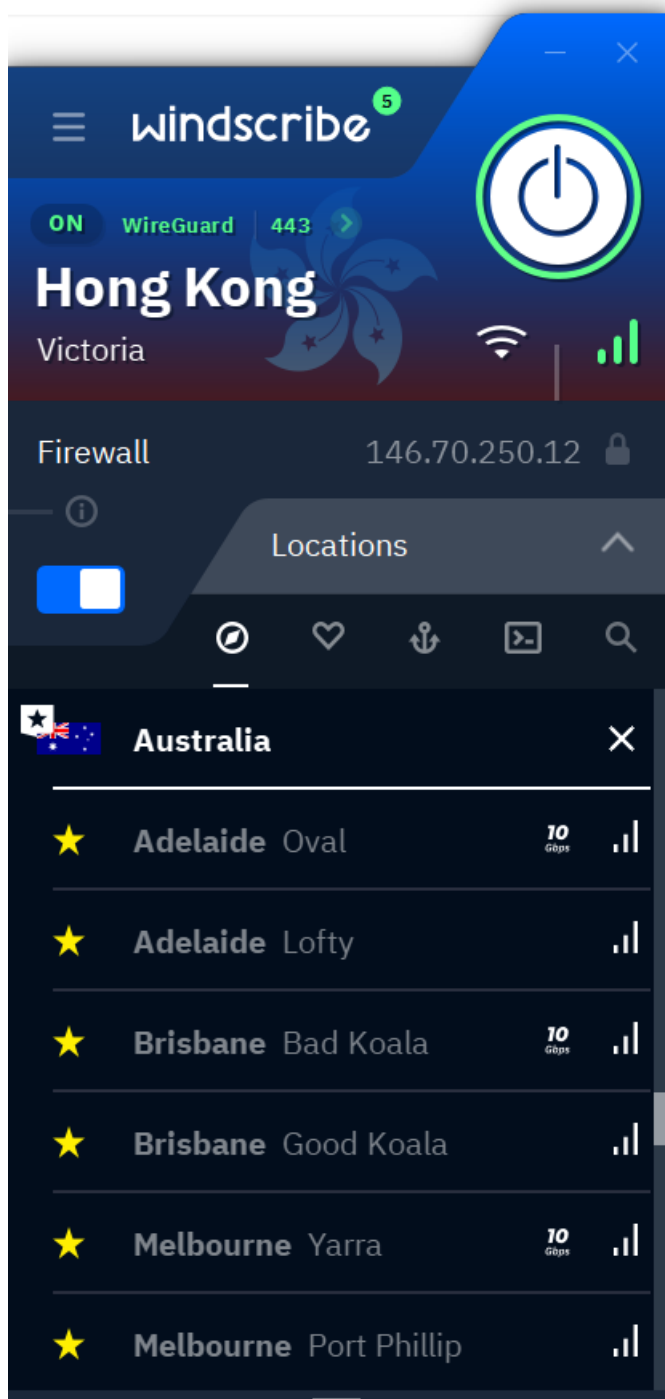 windscribe 5
ON WireGuard 443
Hong Kong
Victoria
Firewall 146.70.250.12
Locations
Australia
Adelaide Oval 10 Gbps
Adelaide Lofty
Brisbane Bad Koala 10 Gbps
Brisbane Good Koala
Melbourne Yarra 10 Gbps
Melbourne Port Phillip